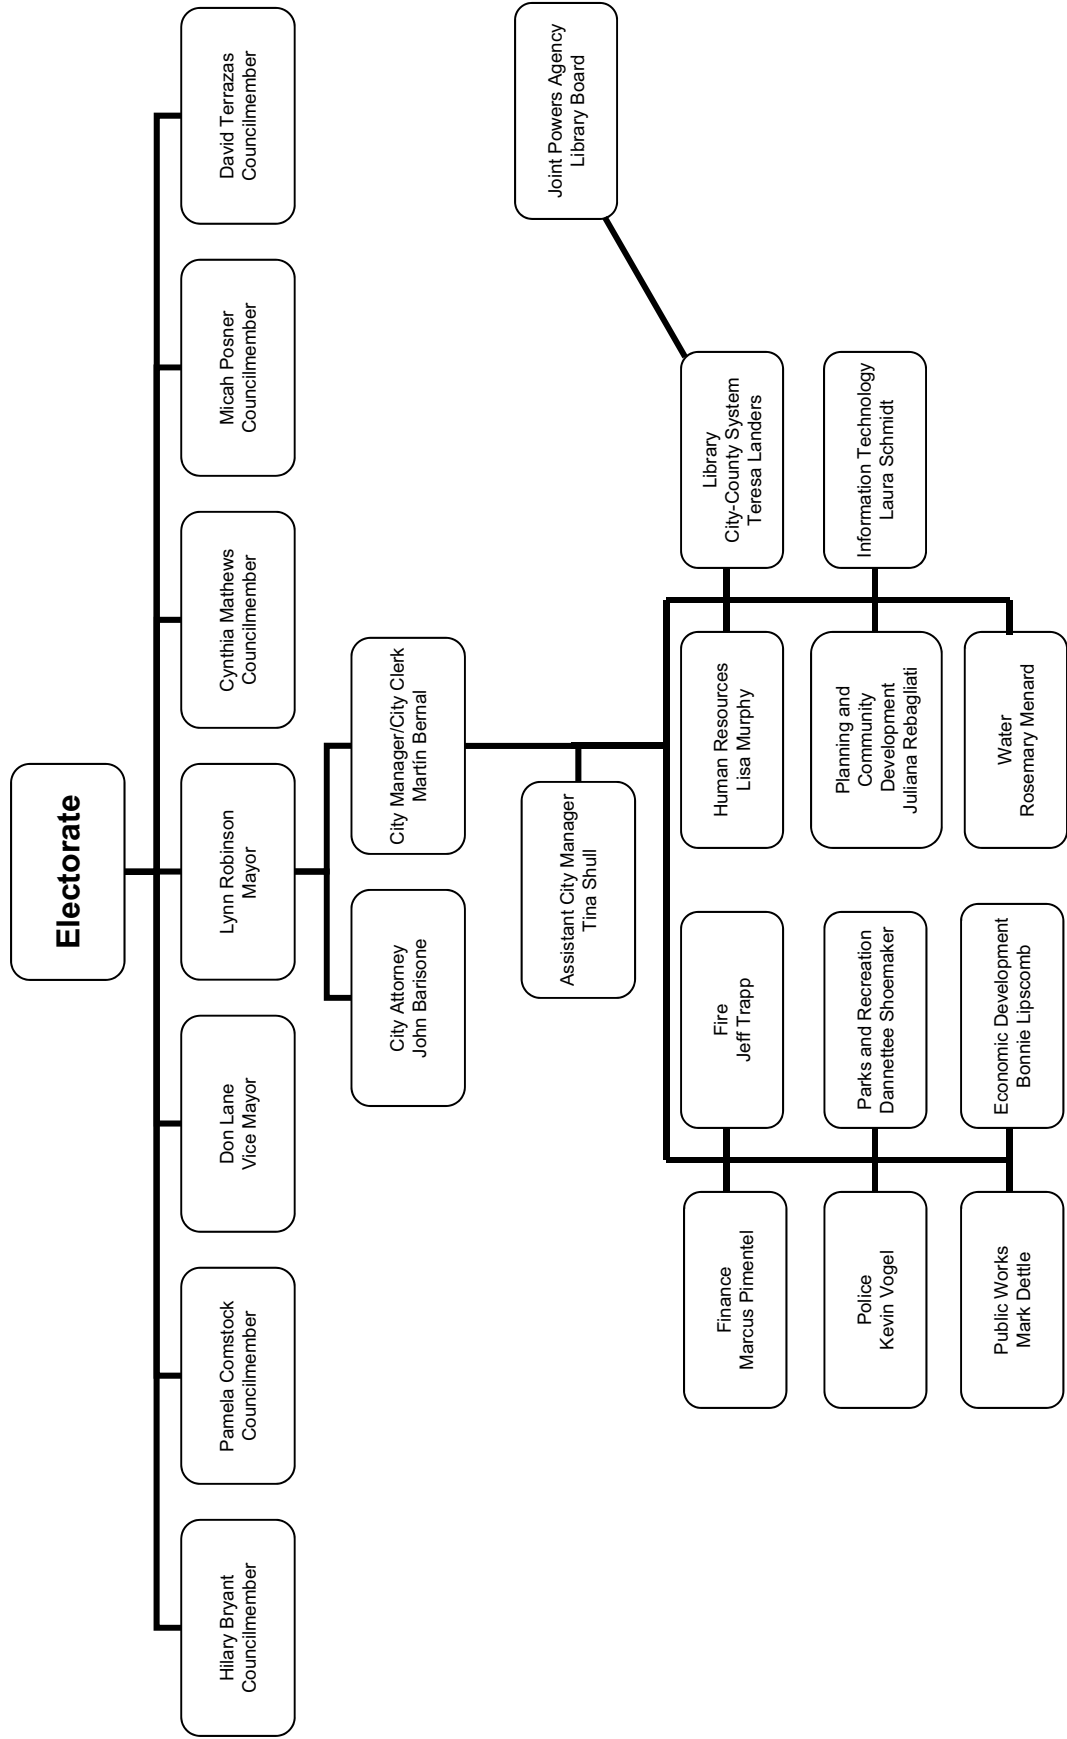 Electorate
Hilary Bryant
Councilmember
Pamela Comstock
Councilmember
Don Lane
Vice Mayor
Lynn Robinson
Mayor
Cynthia Mathews
Councilmember
Micah Posner
Councilmember
David Terrazas
Councilmember
City Attorney
John Barisone
City Manager/City Clerk
Martín Bernal
Assistant City Manager
Tina Shull
Joint Powers Agency
Library Board
Finance
Marcus Pimentel
Fire
Jeff Trapp
Human Resources
Lisa Murphy
Library
City-County System
Teresa Landers
Police
Kevin Vogel
Parks and Recreation
Dannettee Shoemaker
Planning and
Community
Development
Juliana Rebagliati
Information Technology
Laura Schmidt
Public Works
Mark Dettle
Economic Development
Bonnie Lipscomb
Water
Rosemary Menard